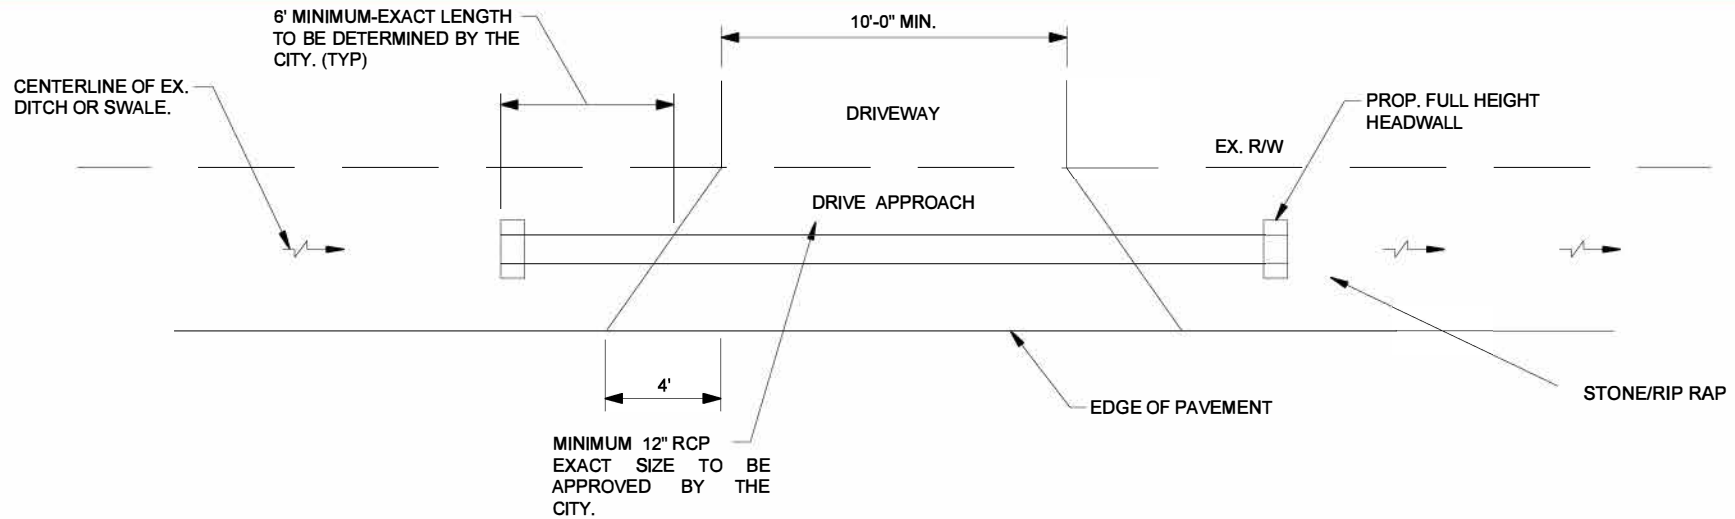 6' MINIMUM-EXACT LENGTH
TO BE DETERMINED BY THE
CITY. (TYP)
10'-0" MIN.
CENTERLINE OF EX.
DITCH OR SWALE.
DRIVEWAY
PROP. FULL HEIGHT
HEADWALL
EX. R/W
DRIVE APPROACH
4'
EDGE OF PAVEMENT
STONE/RIP RAP
MINIMUM 12" RCP
EXACT SIZE TO BE
APPROVED BY THE
CITY.